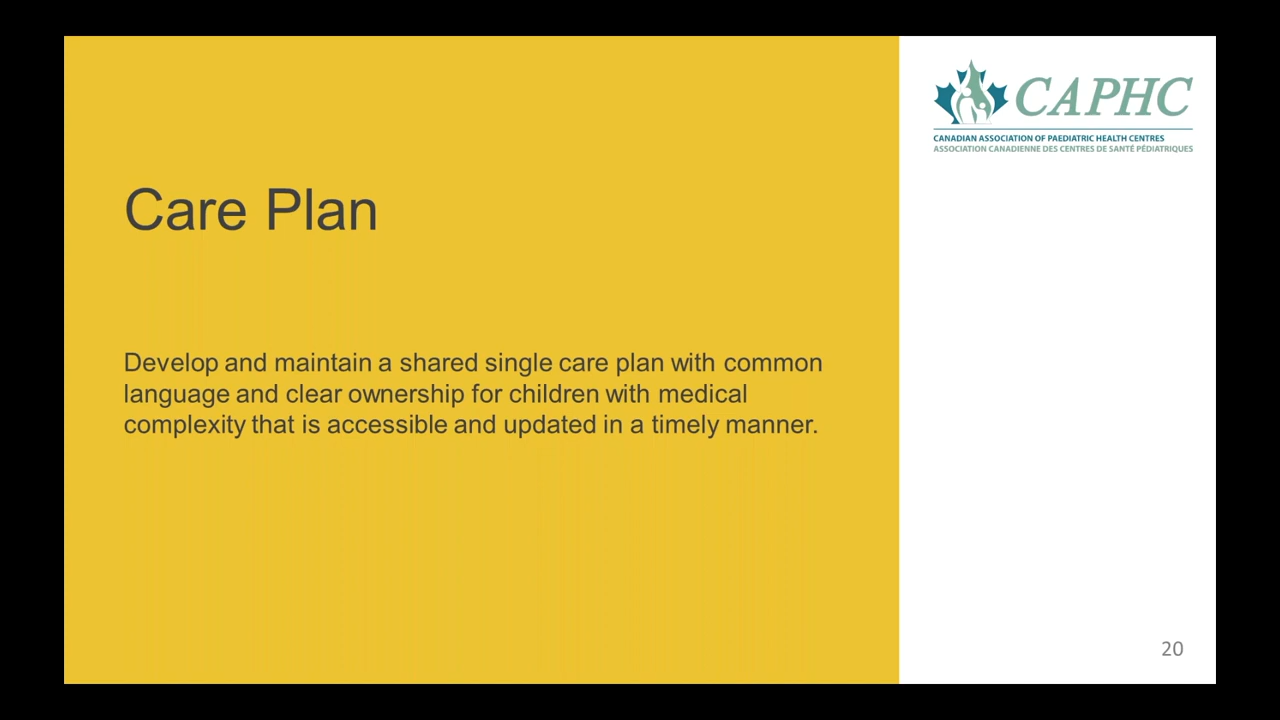 CAPHC
CANADIAN ASSOCIATION OF PAEDIATRIC HEALTH CENTRES
ASSOCIATION CANADIENNE DES CENTRES DE SANTÉ PÉDIATRIQUES
Care Plan
Develop and maintain a shared single care plan with common
language and clear ownership for children with medical
complexity that is accessible and updated in a timely manner.
20